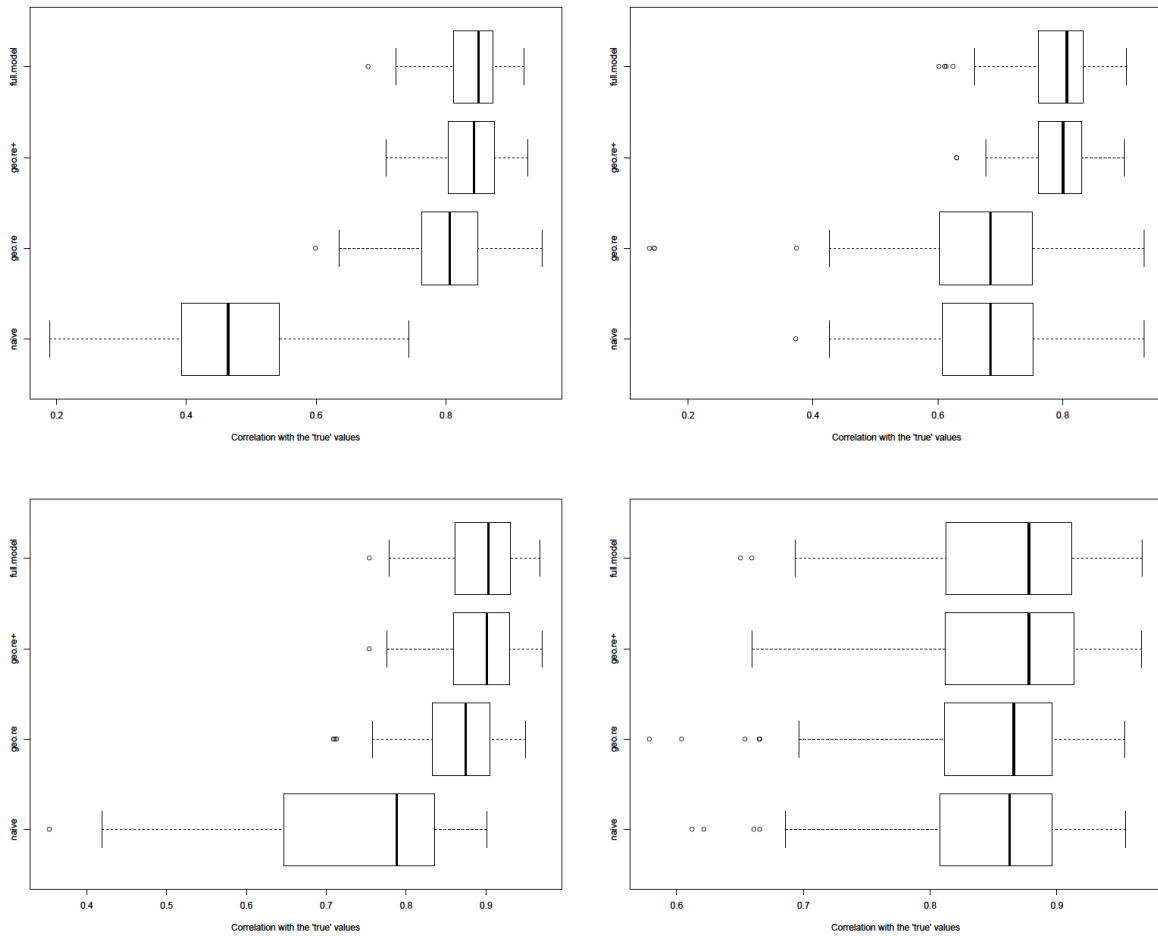 full.model
geo.re+
geo.re
naive
0.2 0.4 0.6 0.8
Correlation with the 'true' values
full.model
geo.re+
geo.re
naive
0.2 0.4 0.6 0.8
Correlation with the 'true' values
full.model
geo.re+
geo.re
naive
0.4 0.5 0.6 0.7 0.8 0.9
Correlation with the 'true' values
full.model
geo.re+
geo.re
naive
0.6 0.7 0.8 0.9
Correlation with the 'true' values